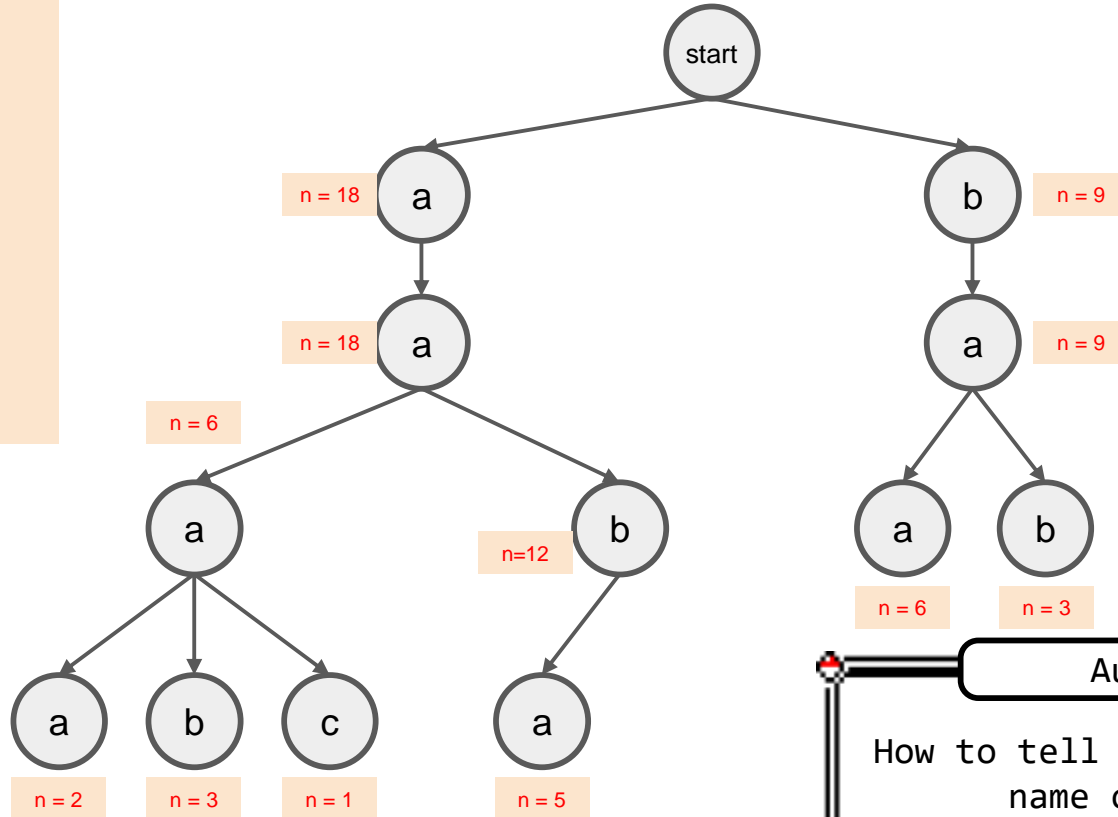 start
n = 18
a
b
n = 9
n = 18
a
a
n = 9
n = 6
a
n=12
b
a
b
n = 6
n = 3
a
b
c
a
n = 2
n = 3
n = 1
n = 5
How to tell
name